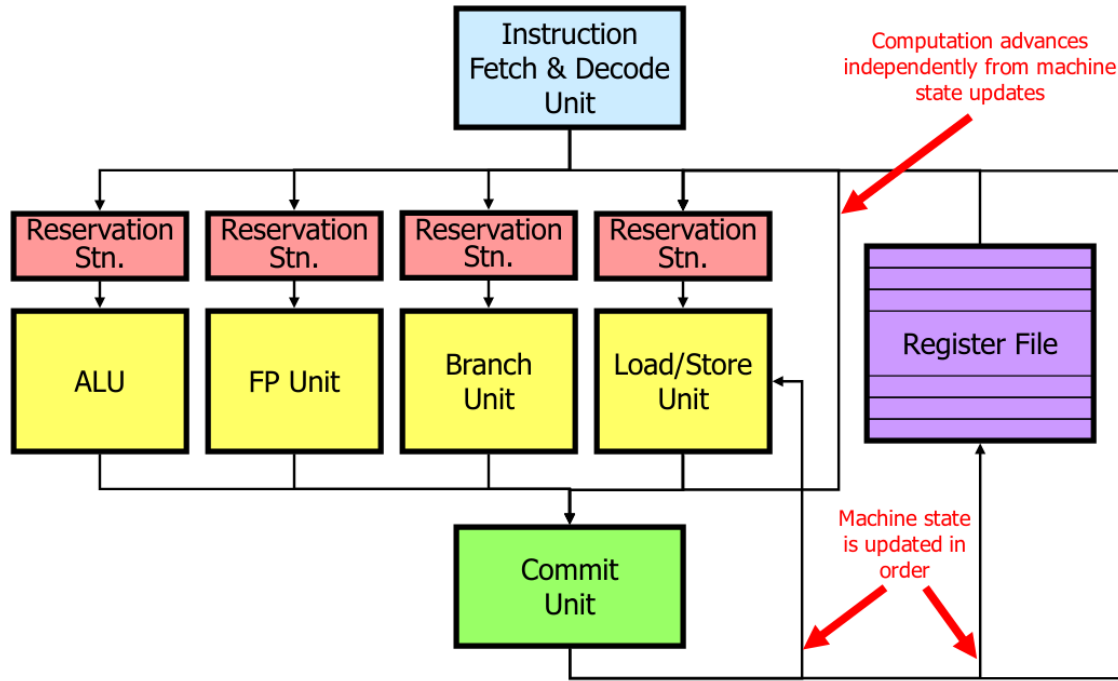 Instruction
Fetch & Decode
Unit
Computation advances
independently from machine
state updates
Reservation
Stn.
Reservation
Stn.
Reservation
Stn.
Reservation
Stn.
ALU
FP Unit
Branch
Unit
Load/Store
Unit
Register File
Commit
Unit
Machine state
is updated in
order